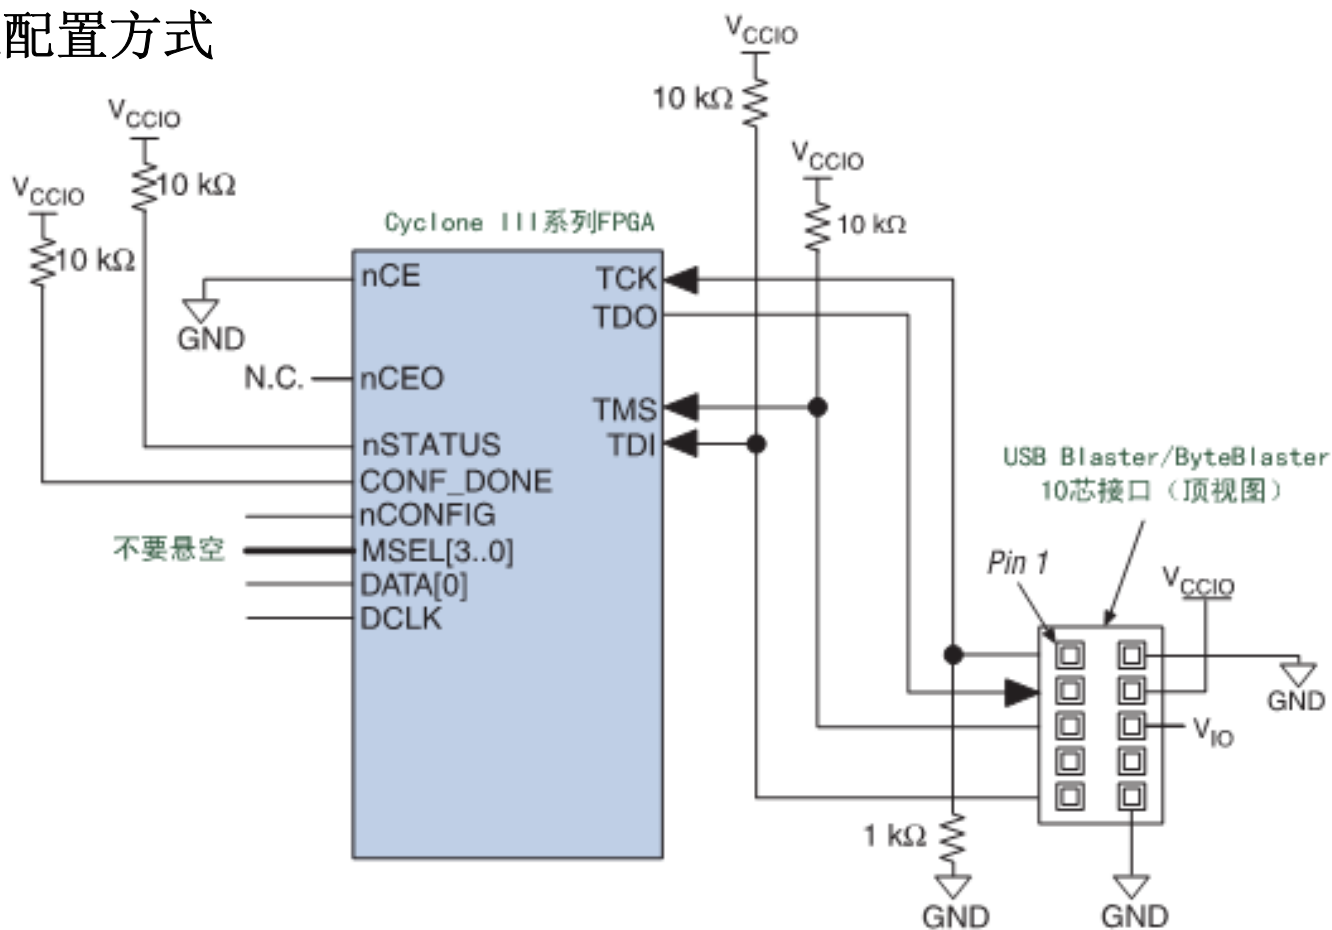 配置方式
VCCIO
10 kΩ
VCCIO
10 kΩ
VCCIO
10 kΩ
VCCIO
10 kΩ
Cyclone III系列FPGA
nCE
TCK
GND
TDO
N.C.
nCEO
TMS
nSTATUS
TDI
CONF_DONE
nCONFIG
不要悬空
MSEL[3..0]
DATA[0]
DCLK
USB Blaster/ByteBlaster
10芯接口（顶视图）
Pin 1
VCCIO
GND
VIO
1 kΩ
GND
GND